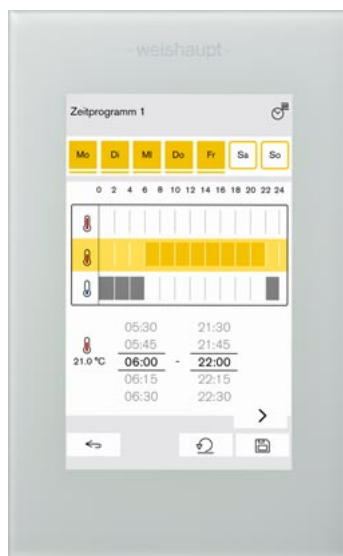 -weishaupt-
Zeitprogramm 1
Mo Di Mi Do Fr Sa So
0 2 4 6 8 10 12 14 16 18 20 22 24
05:30 21:30
05:45 21:45
21.0 °C 06:00 - 22:00
06:15 22:15
06:30 22:30